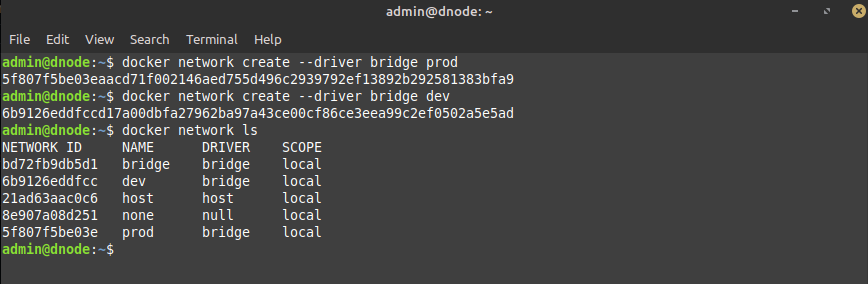 admin@dnode: ~
File Edit View Search Terminal Help
admin@dnode:~$ docker network create --driver bridge prod
5f807f5be03eaacd71f002146aed755d496c2939792ef13892b292581383bfa9
admin@dnode:~$ docker network create --driver bridge dev
6b9126eddfccd17a00dbfa27962ba97a43ce00cf86ce3eea99c2ef0502a5e5ad
admin@dnode:~$ docker network ls
NETWORK ID   NAME      DRIVER    SCOPE
bd72fb9db5d1   bridge    bridge    local
6b9126eddfcc   dev       bridge    local
21ad63aac0c6   host      host      local
8e907a08d251   none      null      local
5f807f5be03e   prod      bridge    local
admin@dnode:~$